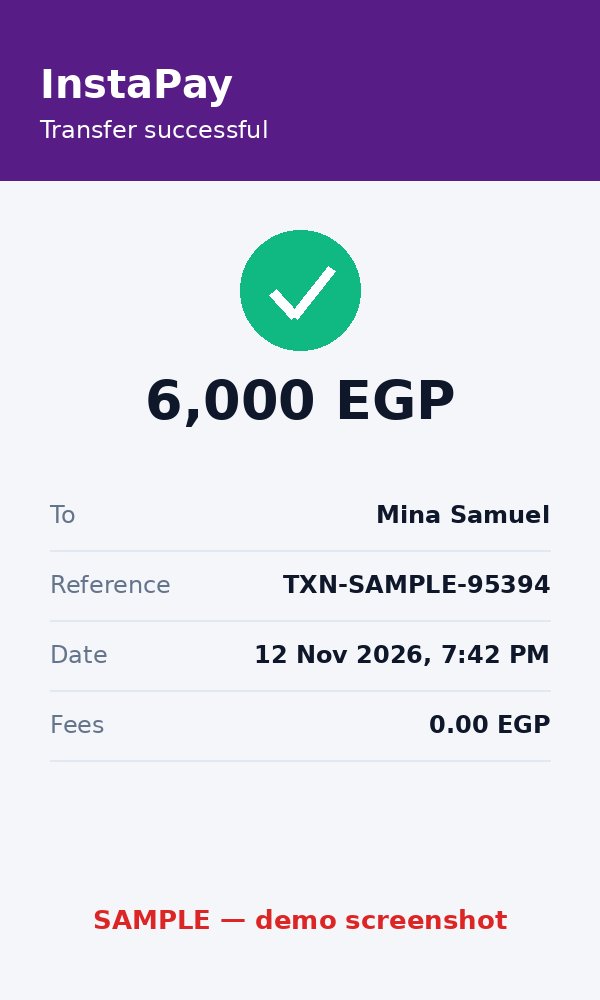 InstaPay
Transfer successful
6,000 EGP
To Mina Samuel
Reference TXN-SAMPLE-95394
Date 12 Nov 2026, 7:42 PM
Fees 0.00 EGP
SAMPLE — demo screenshot